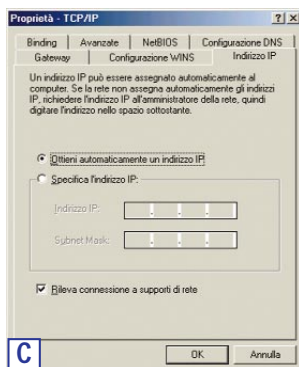 Proprietà - TCP/IP
Binding Avanzate NetBIOS Configurazione DNS
Gateway Configurazione WINS Indirizzo IP
Un indirizzo IP può essere assegnato automaticamente al
computer. Se la rete non assegna automaticamente gli indirizzi
IP, richiedere l'indirizzo IP all'amministratore della rete, quindi
digitare l'indirizzo nello spazio sottostante.
Ottieni automaticamente un indirizzo IP
Specifica l'indirizzo IP:
Indirizzo IP:
Subnet Mask:
Rileva connessione a supporti di rete
C
OK Annulla